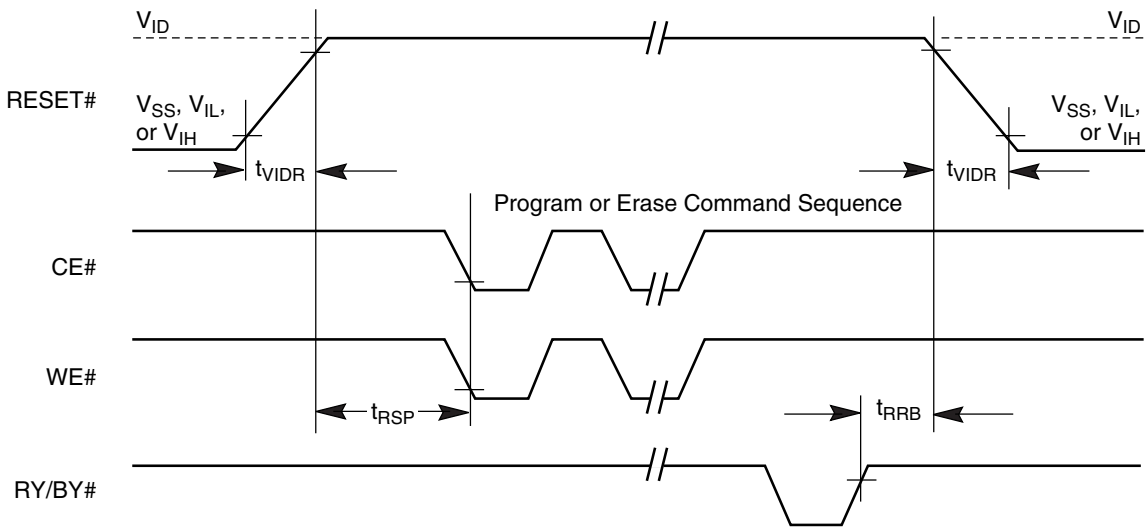 V_ID
V_ID
RESET#
V_SS, V_IL,
or V_IH
V_SS, V_IL,
or V_IH
t_VIDR
t_VIDR
Program or Erase Command Sequence
CE#
WE#
t_RSP
t_RRB
RY/BY#